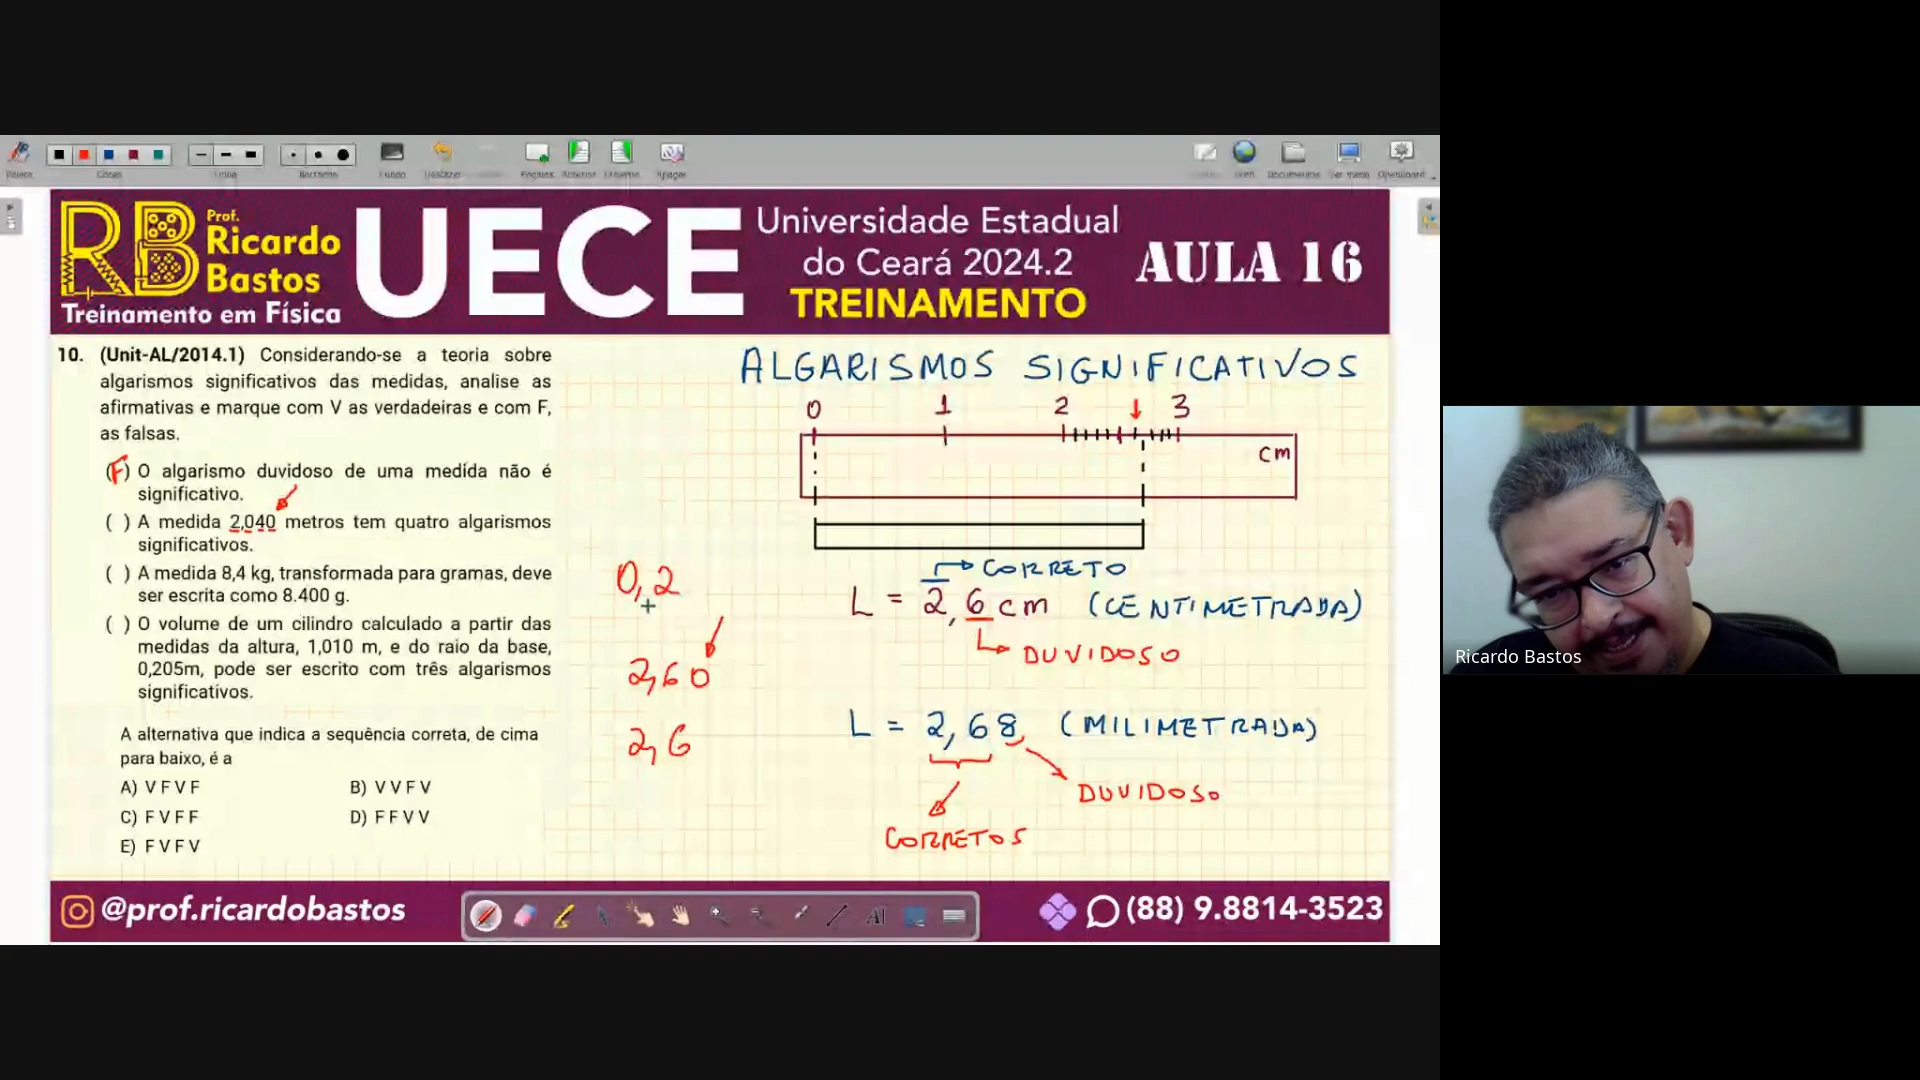 Prof.
Ricardo
Bastos
Treinamento em Física
UECE
Universidade Estadual
do Ceará 2024.2
TREINAMENTO
AULA 16
10. (Unit-AL/2014.1) Considerando-se a teoria sobre
algarismos significativos das medidas, analise as
afirmativas e marque com V as verdadeiras e com F,
as falsas.
(F) O algarismo duvidoso de uma medida não é
significativo.
( ) A medida 2,040 metros tem quatro algarismos
significativos.
( ) A medida 8,4 kg, transformada para gramas, deve
ser escrita como 8.400 g.
( ) O volume de um cilindro calculado a partir das
medidas da altura, 1,010 m, e do raio da base,
0,205m, pode ser escrito com três algarismos
significativos.
A alternativa que indica a sequência correta, de cima
para baixo, é a
A) V F V F
B) V V F V
C) F V F F
D) F F V V
E) F V F V
0,2
2,60
2,6
ALGARISMOS SIGNIFICATIVOS
0 1 2 3
cm
CORRETO
L = 2,6 cm (CENTIMETRADA)
DUVIDOSO
L = 2,68 (MILIMETRADA)
DUVIDOSO
CORRETOS
@prof.ricardobastos
(88) 9.8814-3523
Ricardo Bastos